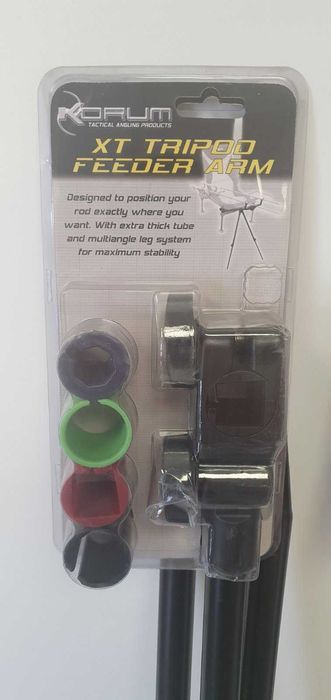 KORUM
TACTICAL ANGLING PRODUCTS
XT TRIPOD
FEEDER ARM
Designed to position your
rod exactly where you
want. With extra thick tube
and multiangle leg system
for maximum stability